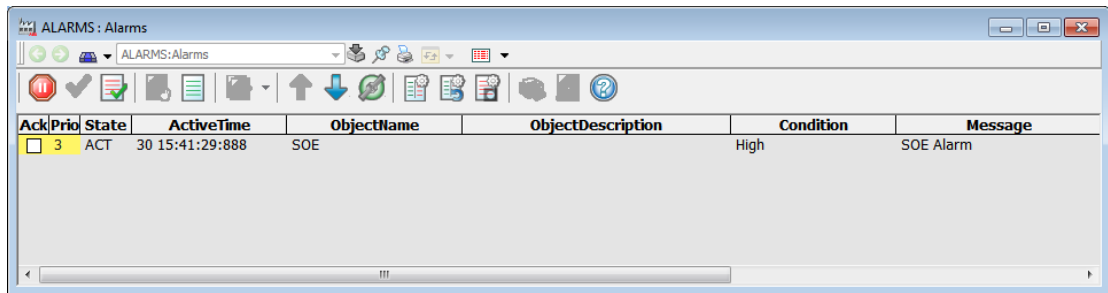 ALARMS : Alarms
ALARMS:Alarms
Ack Prio State ActiveTime ObjectName ObjectDescription Condition Message
3 ACT 30 15:41:29:888 SOE High SOE Alarm